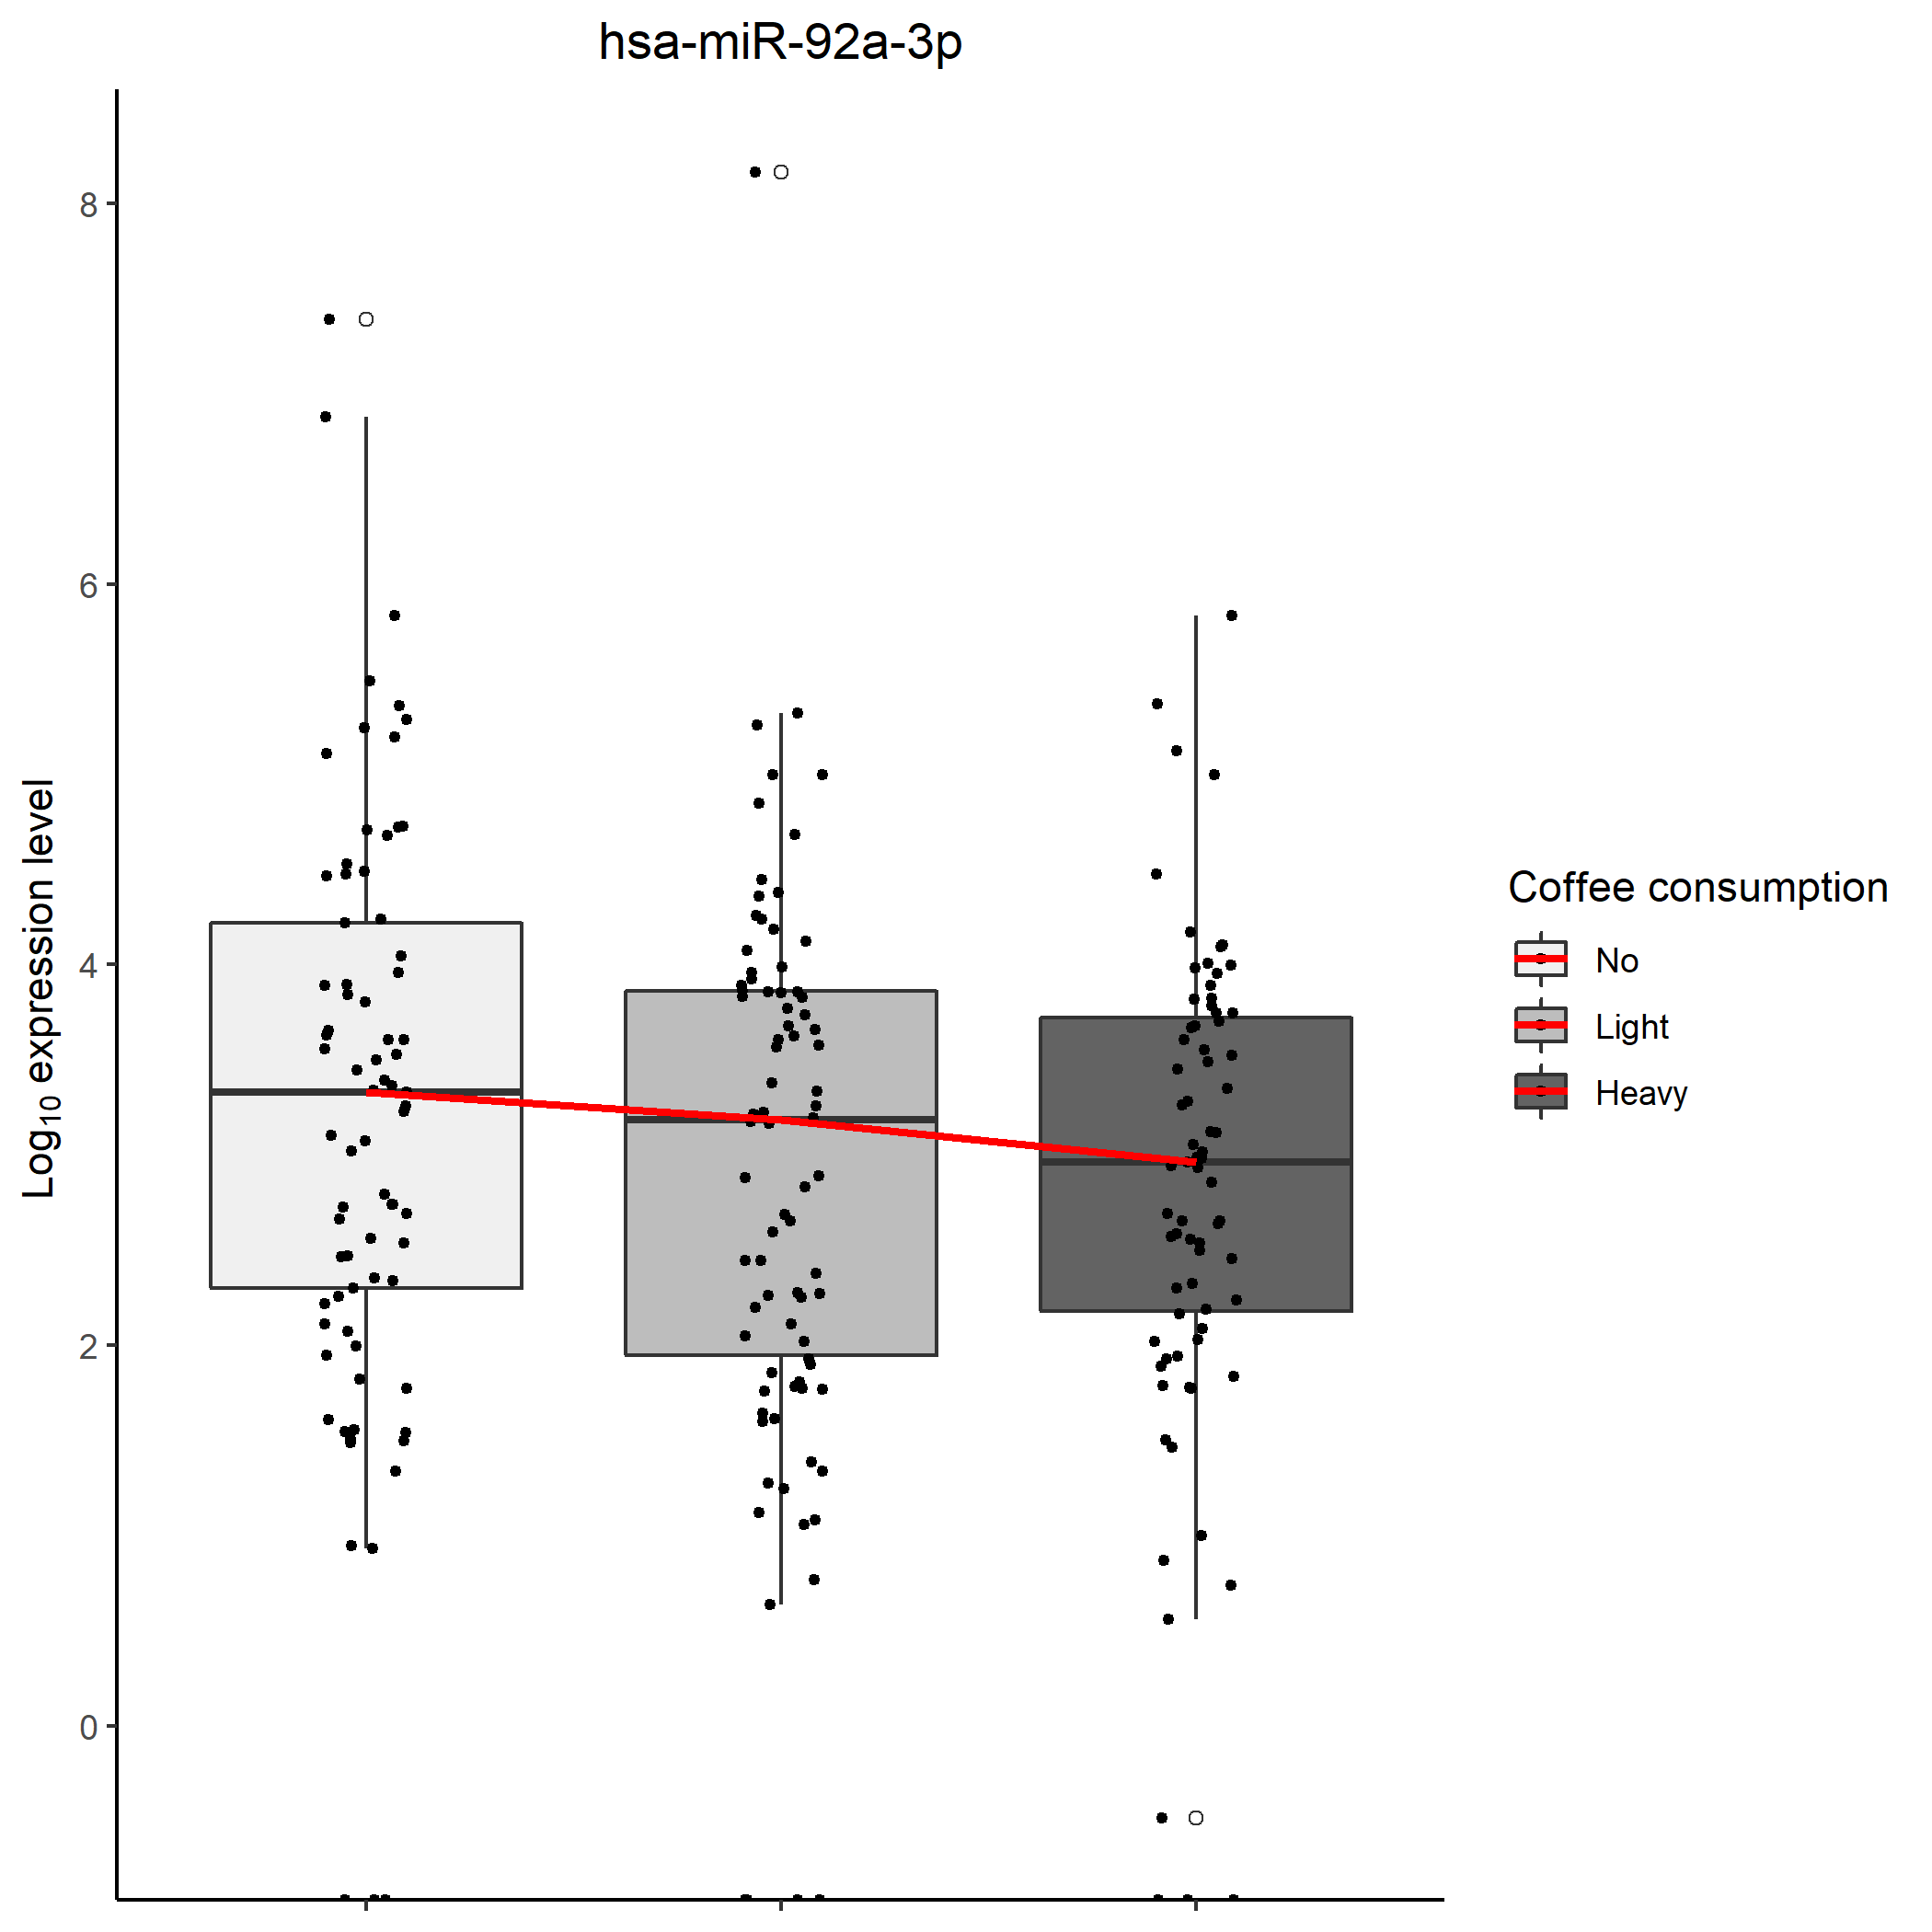 hsa-miR-92a-3p
8
6
4
2
0
Log₁₀ expression level
Coffee consumption
No
Light
Heavy